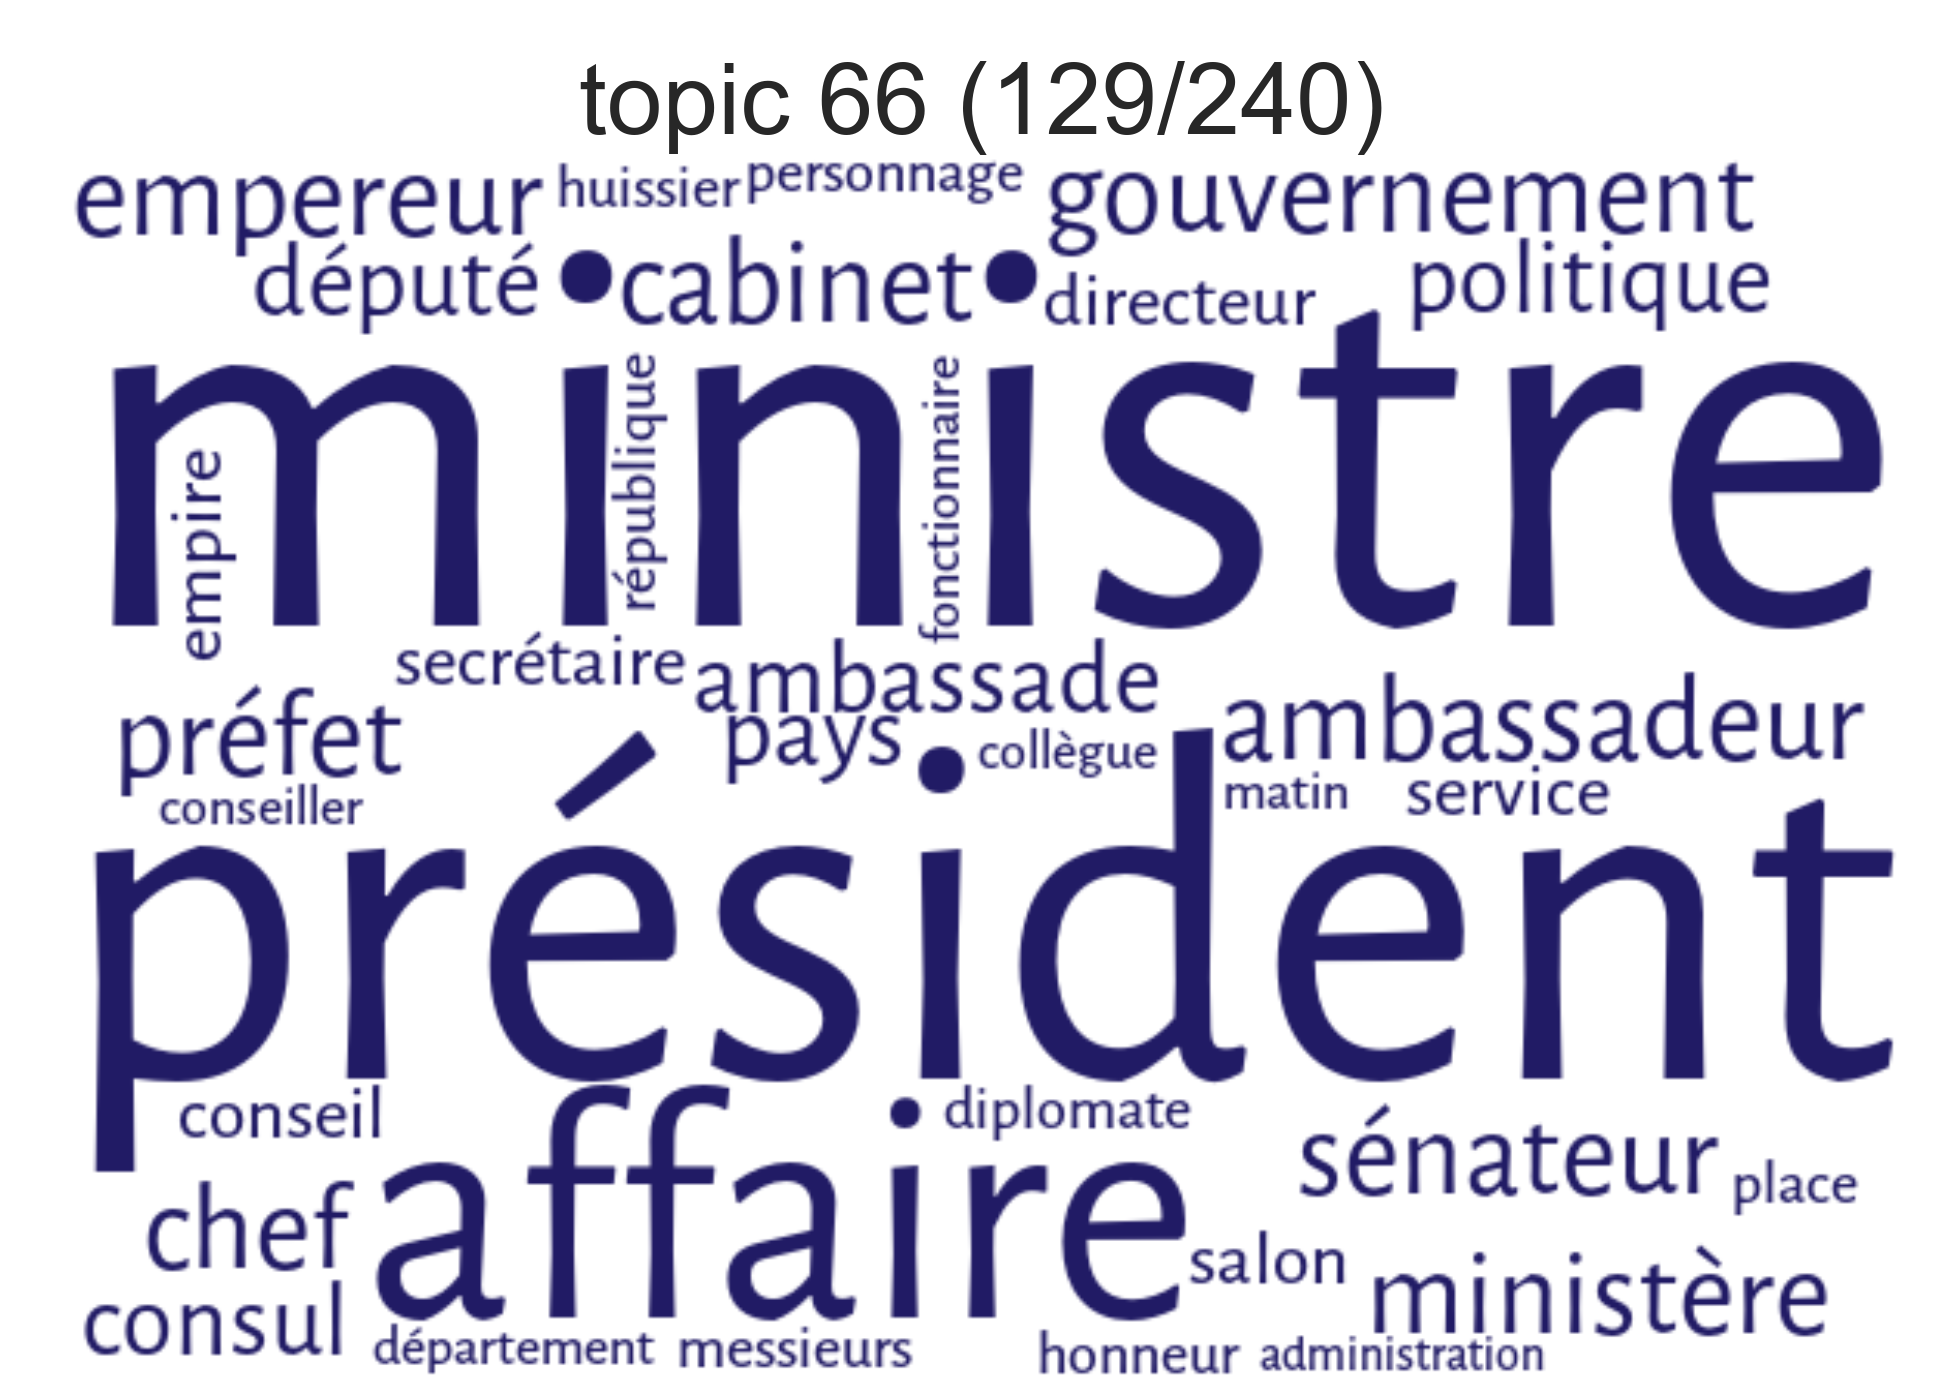 topic 66 (129/240)
empereur huissier personnage gouvernement
député cabinet directeur politique
ministre
empire république fonctionnaire
secrétaire ambassade
préfet pays collègue ambassadeur
conseiller matin service
président
conseil diplomate
affaire sénateur place
chef salon ministère
consul département messieurs honneur administration